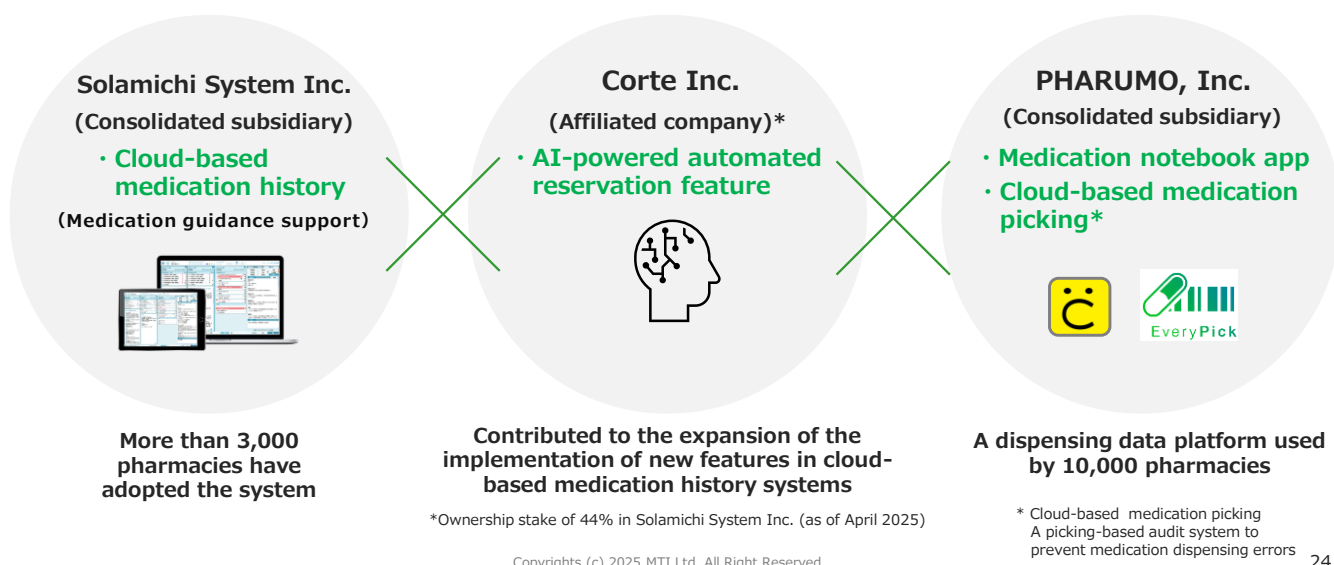 Solamichi System Inc.
(Consolidated subsidiary)
・Cloud-based
medication history
(Medication guidance support)
More than 3,000
pharmacies have
adopted the system
Corte Inc.
(Affiliated company)*
・AI-powered automated
reservation feature
Contributed to the expansion of the
implementation of new features in cloud-
based medication history systems
*Ownership stake of 44% in Solamichi System Inc. (as of April 2025)
PHARUMO, Inc.
(Consolidated subsidiary)
・Medication notebook app
・Cloud-based medication
picking*
EveryPick
A dispensing data platform used
by 10,000 pharmacies
* Cloud-based medication picking
A picking-based audit system to
prevent medication dispensing errors
Copyrights (c) 2025 MTI Ltd. All Right Reserved
24